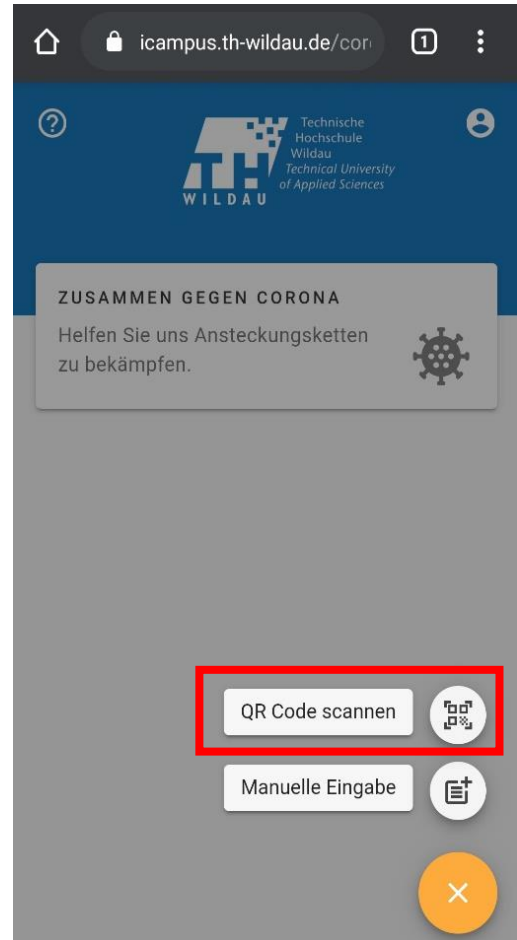 icampus.th-wildau.de/cor
1
Technische
Hochschule
Wildau
Technical University
of Applied Sciences
TH
WILDAU
ZUSAMMEN GEGEN CORONA
Helfen Sie uns Ansteckungsketten
zu bekämpfen.
QR Code scannen
Manuelle Eingabe